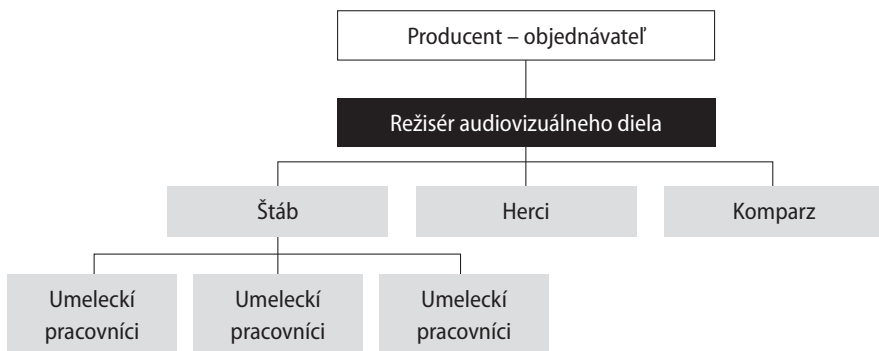 Producent – objednávateľ
Režisér audiovizuálneho diela
Štáb
Herci
Komparz
Umeleckí
pracovníci
Umeleckí
pracovníci
Umeleckí
pracovníci